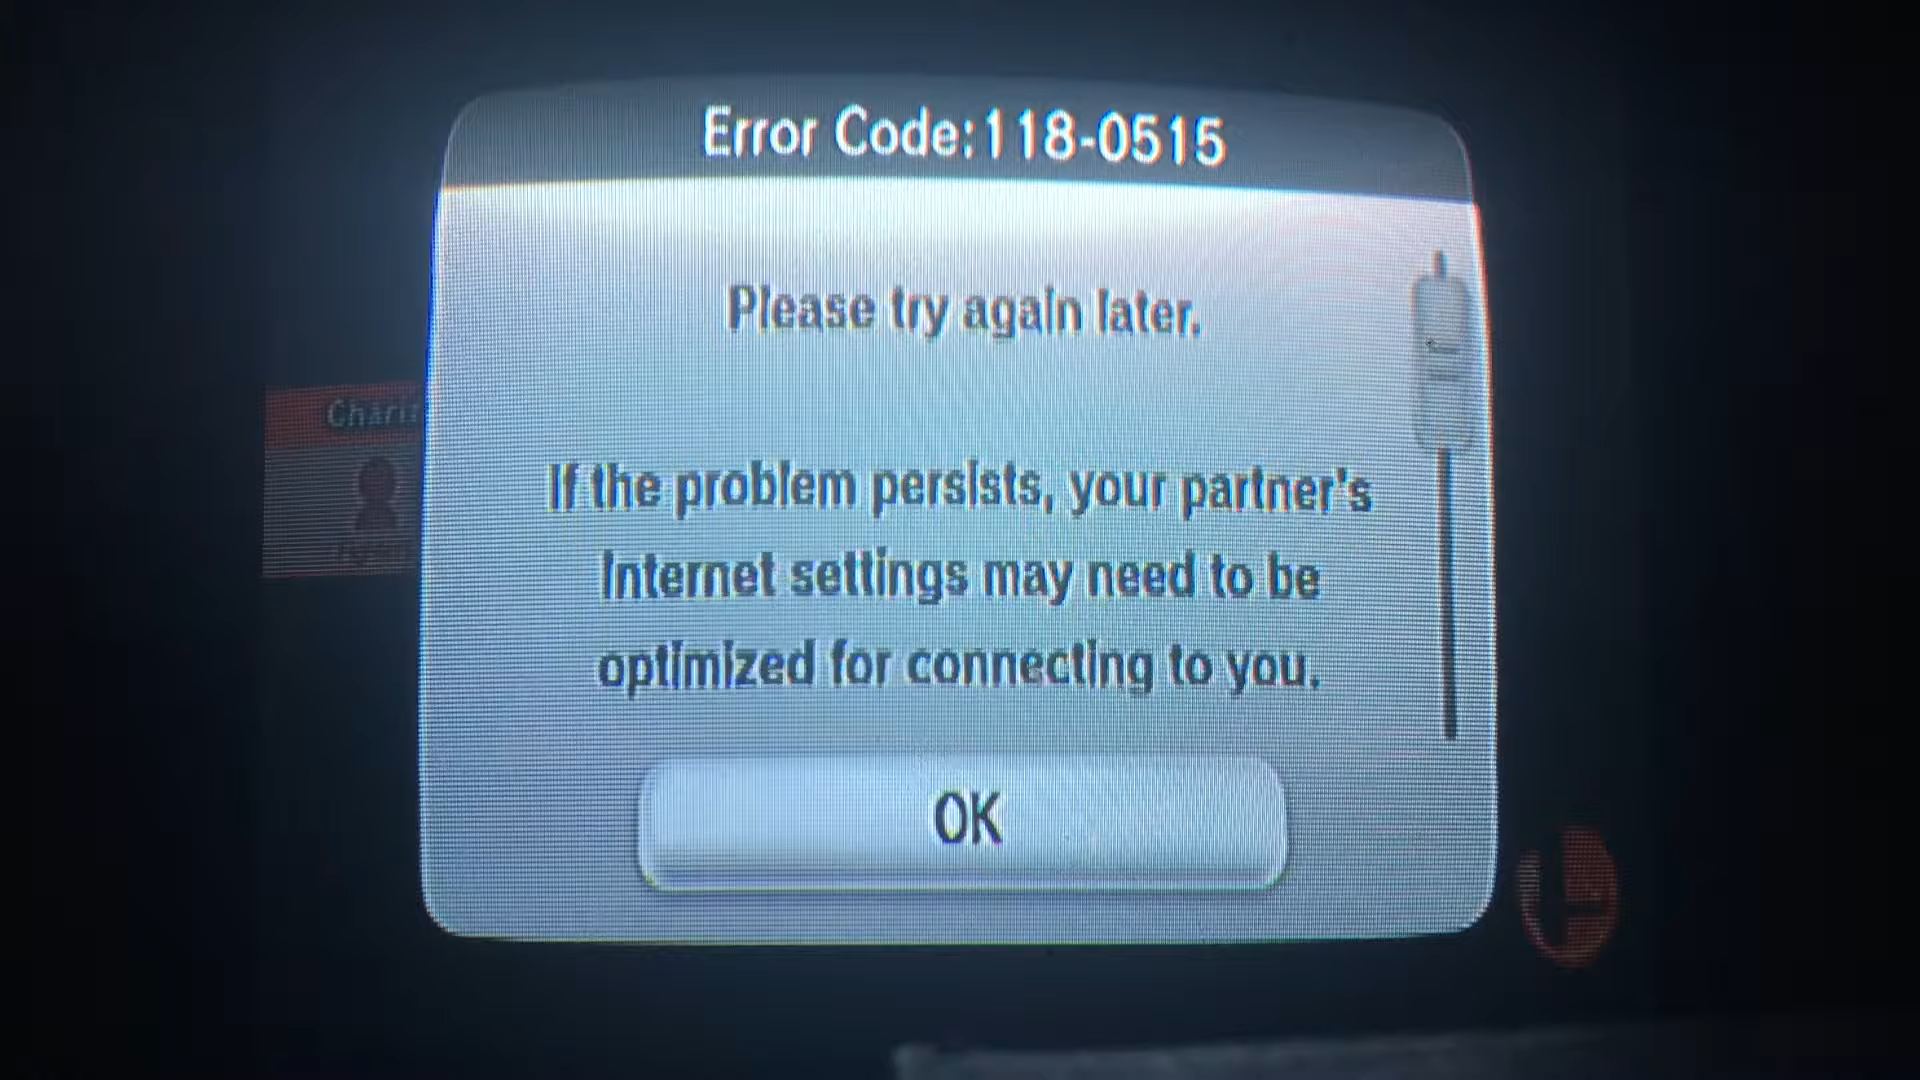 Error Code:118-0515
Please try again later.
If the problem persists, your partner's
Internet settings may need to be
optimized for connecting to you.
OK